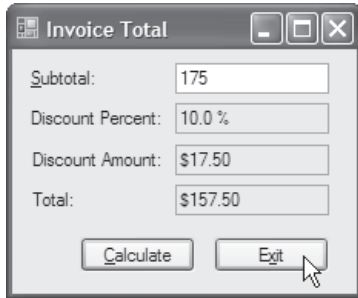 Invoice Total
Subtotal: 175
Discount Percent: 10.0 %
Discount Amount: $17.50
Total: $157.50
Calculate Exit